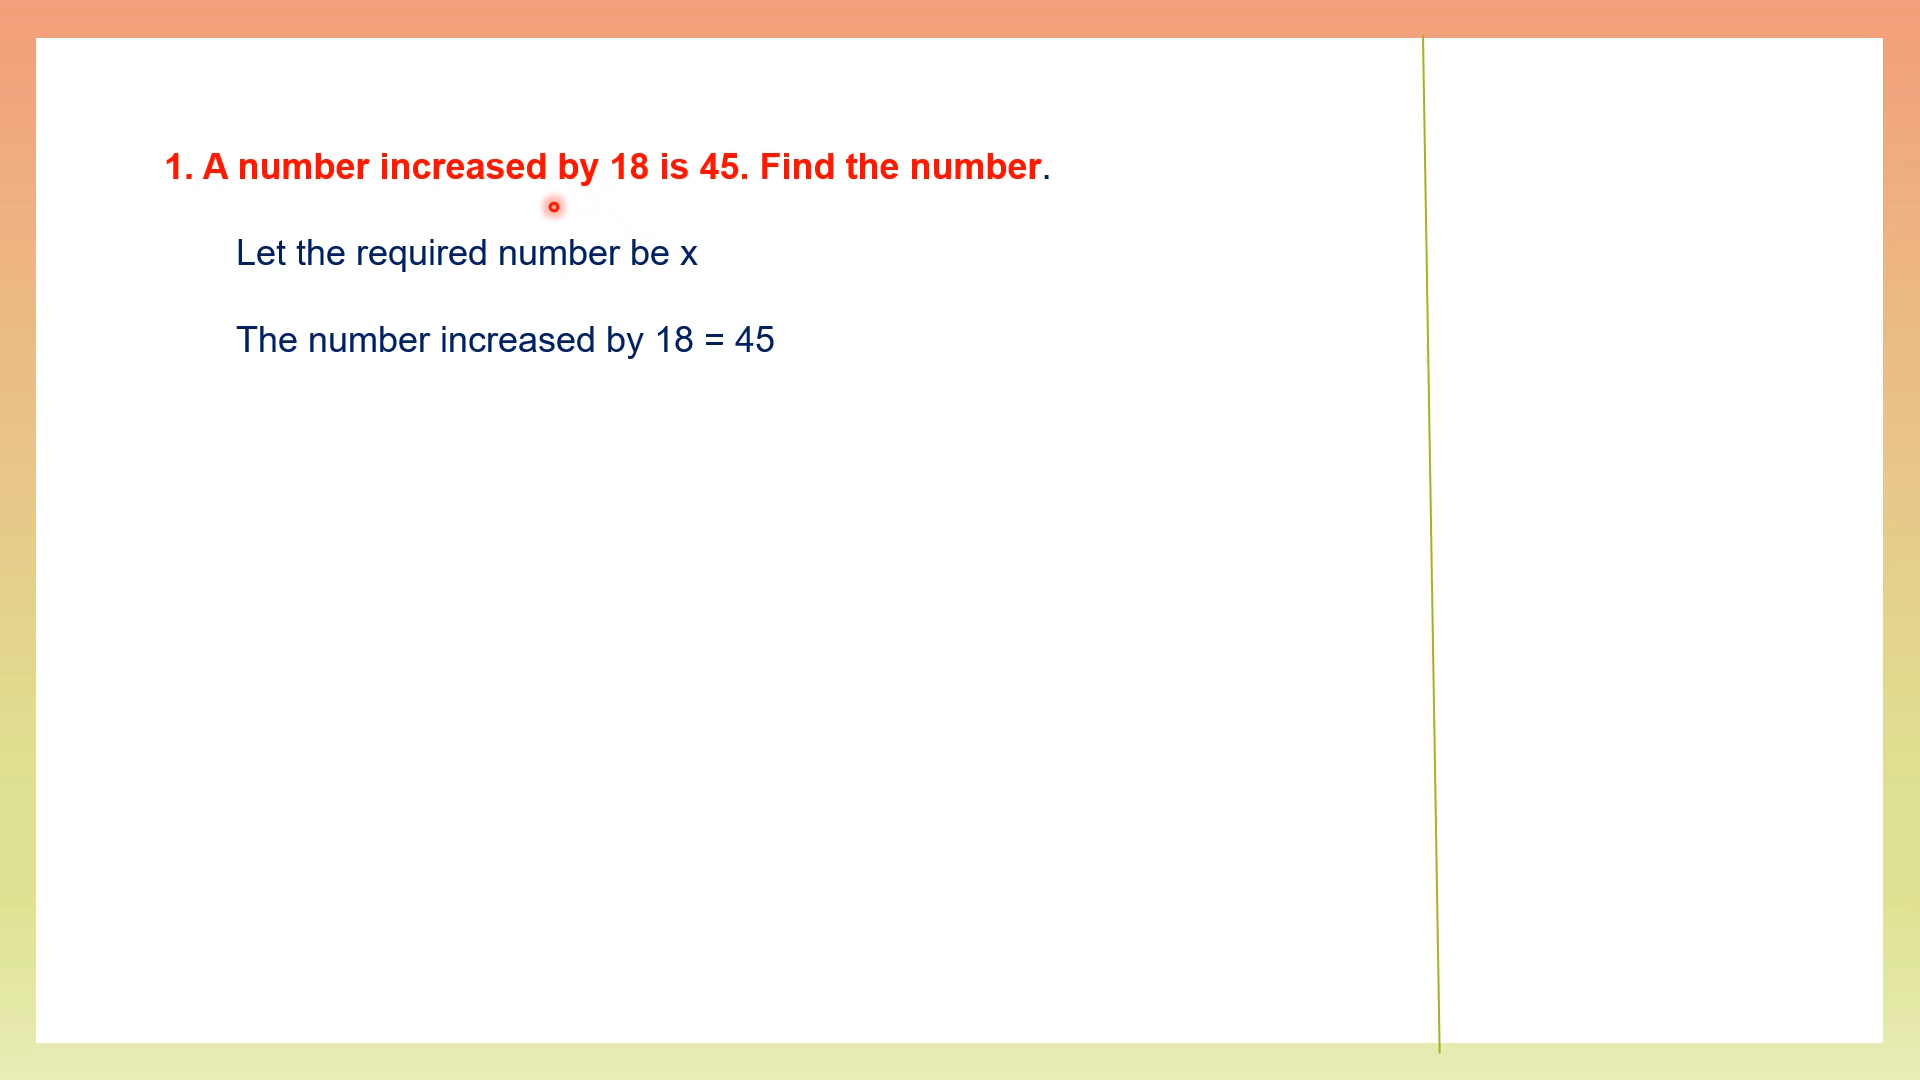 1. A number increased by 18 is 45. Find the number.
Let the required number be x
The number increased by 18 = 45